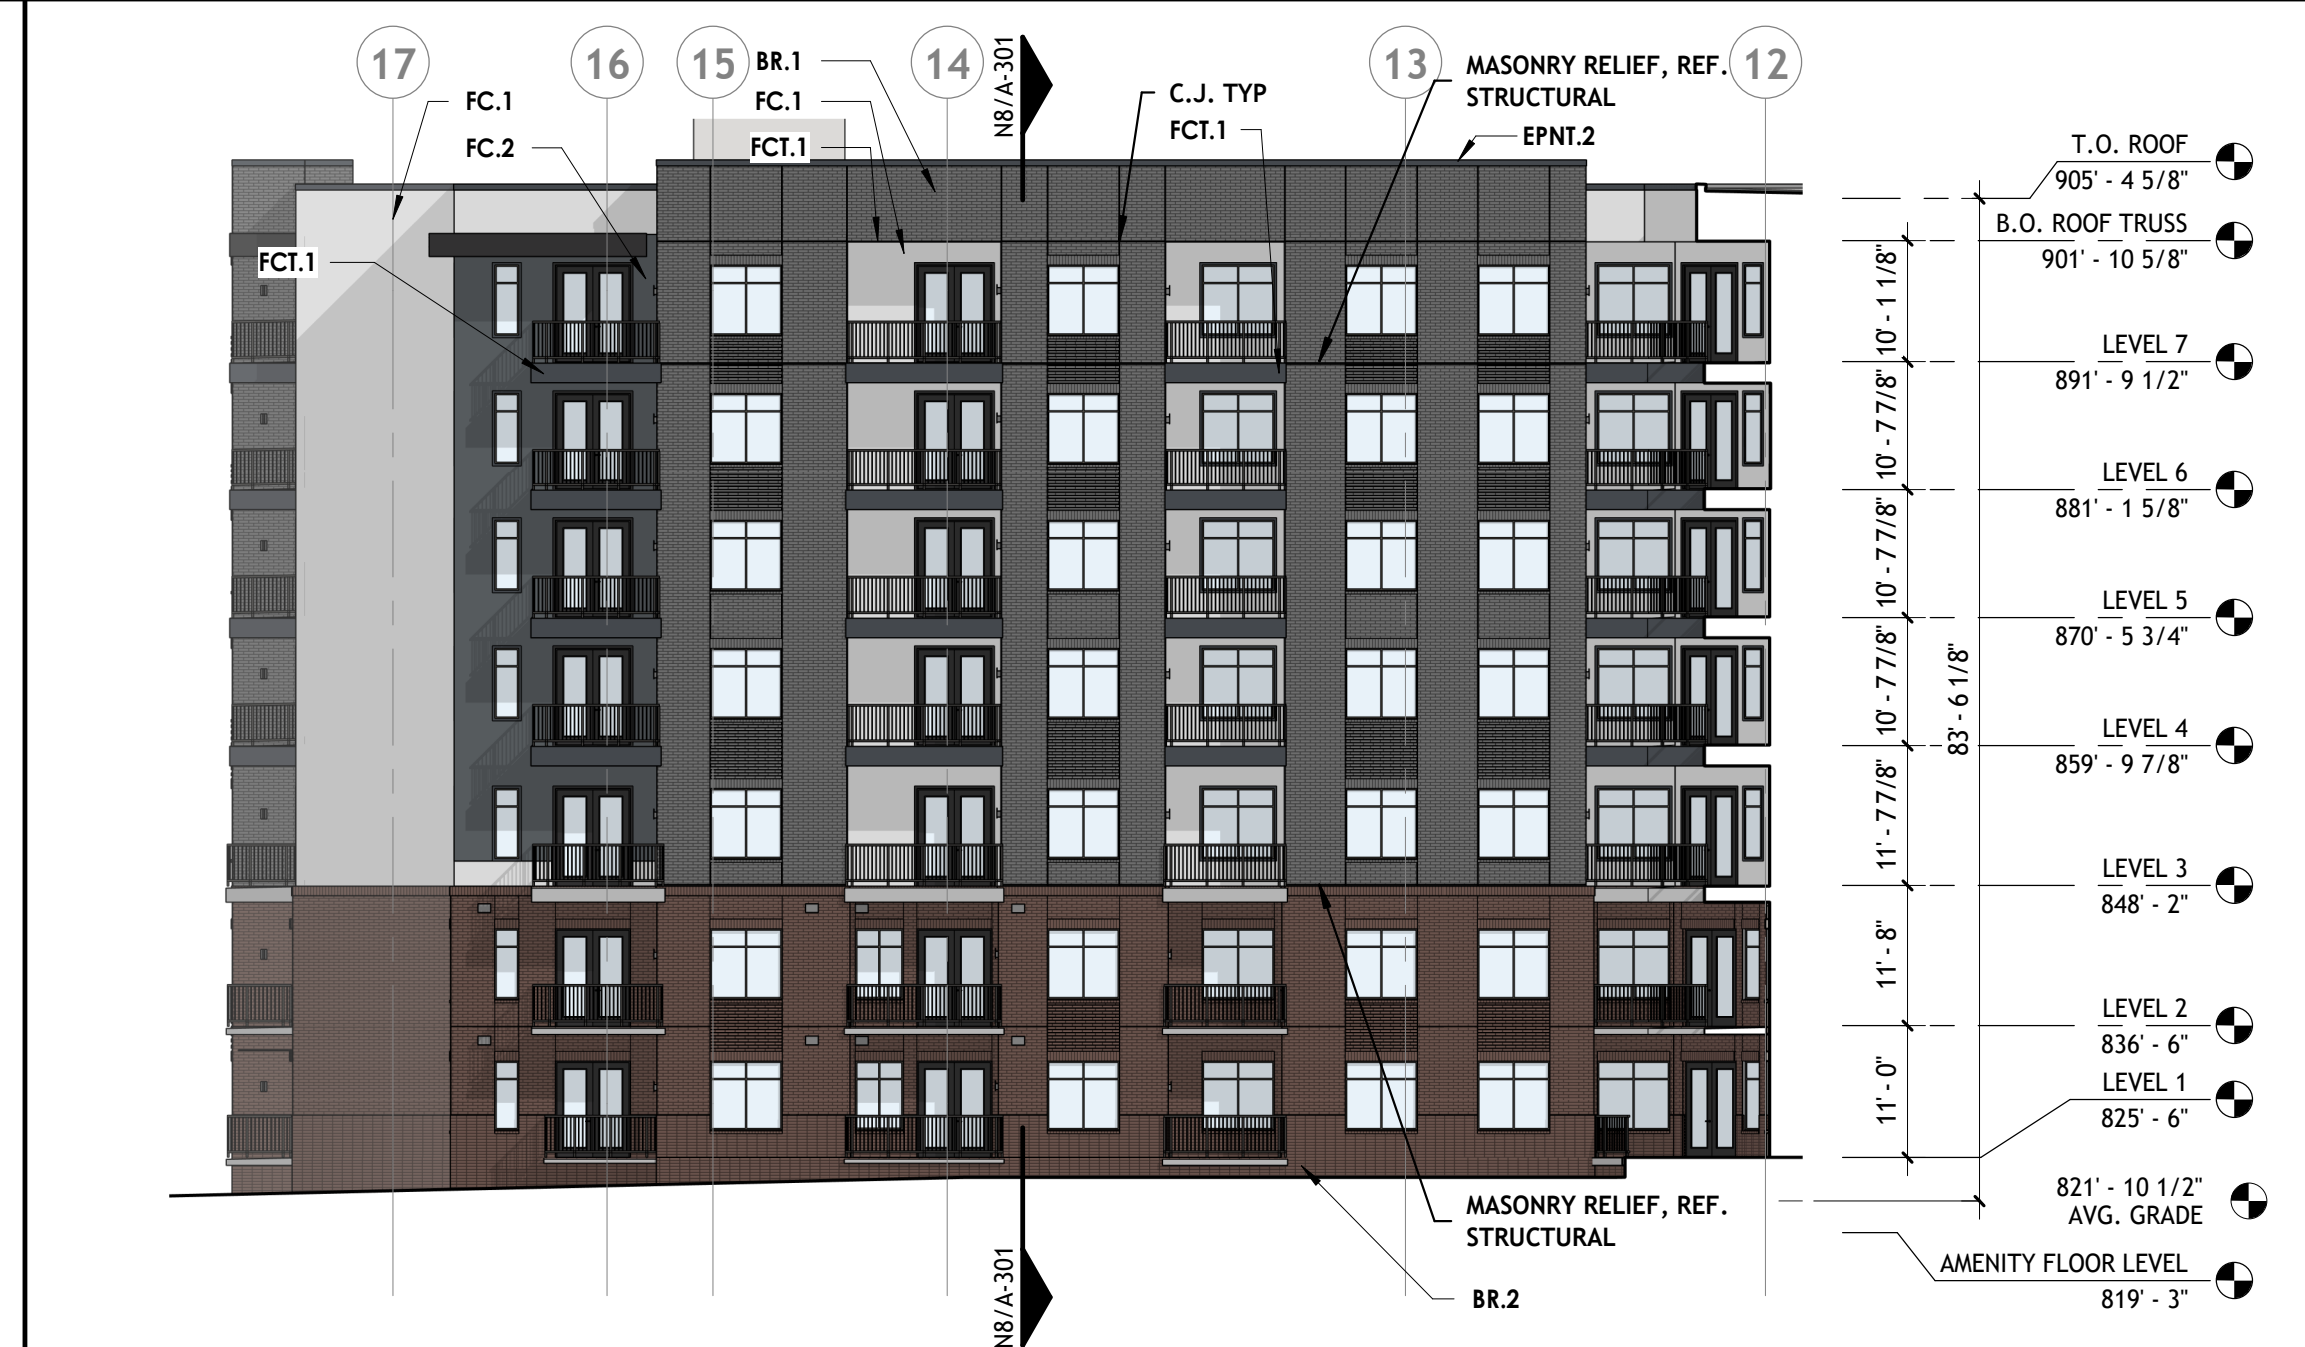 17
16
15
14
13
12
BR.1
FC.1
FC.1
FC.2
FCT.1
FCT.1
N8/A-301
C.J. TYP
FCT.1
MASONRY RELIEF, REF.
STRUCTURAL
EPNT.2
T.O. ROOF
905' - 4 5/8"
B.O. ROOF TRUSS
901' - 10 5/8"
10' - 1 1/8"
LEVEL 7
891' - 9 1/2"
10' - 7 7/8"
LEVEL 6
881' - 1 5/8"
10' - 7 7/8"
LEVEL 5
870' - 5 3/4"
10' - 7 7/8"
83' - 6 1/8"
LEVEL 4
859' - 9 7/8"
11' - 7 7/8"
LEVEL 3
848' - 2"
11' - 8"
LEVEL 2
836' - 6"
11' - 0"
LEVEL 1
825' - 6"
821' - 10 1/2"
AVG. GRADE
AMENITY FLOOR LEVEL
819' - 3"
MASONRY RELIEF, REF.
STRUCTURAL
BR.2
N8/A-301